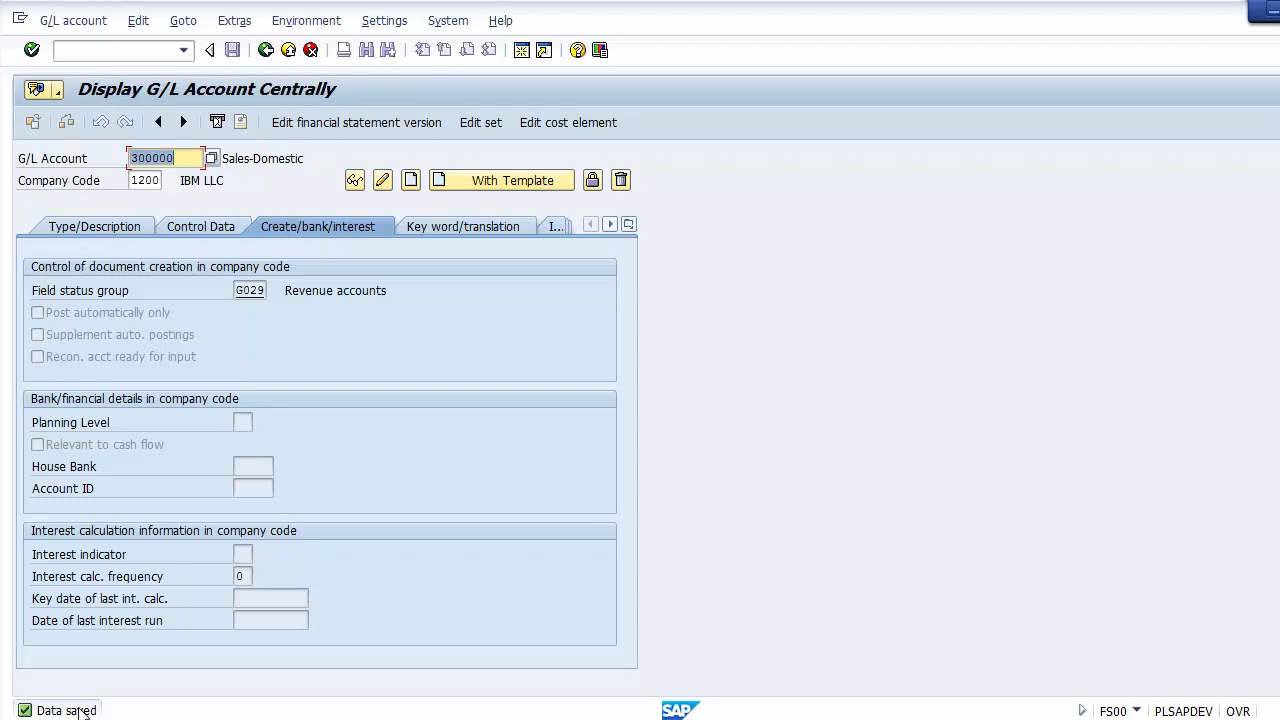 G/L account Edit Goto Extras Environment Settings System Help
Display G/L Account Centrally
Edit financial statement version Edit set Edit cost element
G/L Account 300000 Sales-Domestic
Company Code 1200 IBM LLC With Template
Type/Description Control Data Create/bank/interest Key word/translation I...
Control of document creation in company code
Field status group G029 Revenue accounts
Post automatically only
Supplement auto. postings
Recon. acct ready for input
Bank/financial details in company code
Planning Level
Relevant to cash flow
House Bank
Account ID
Interest calculation information in company code
Interest indicator
Interest calc. frequency 0
Key date of last int. calc.
Date of last interest run
Data saved SAP FS00 PLSAPDEV OVR